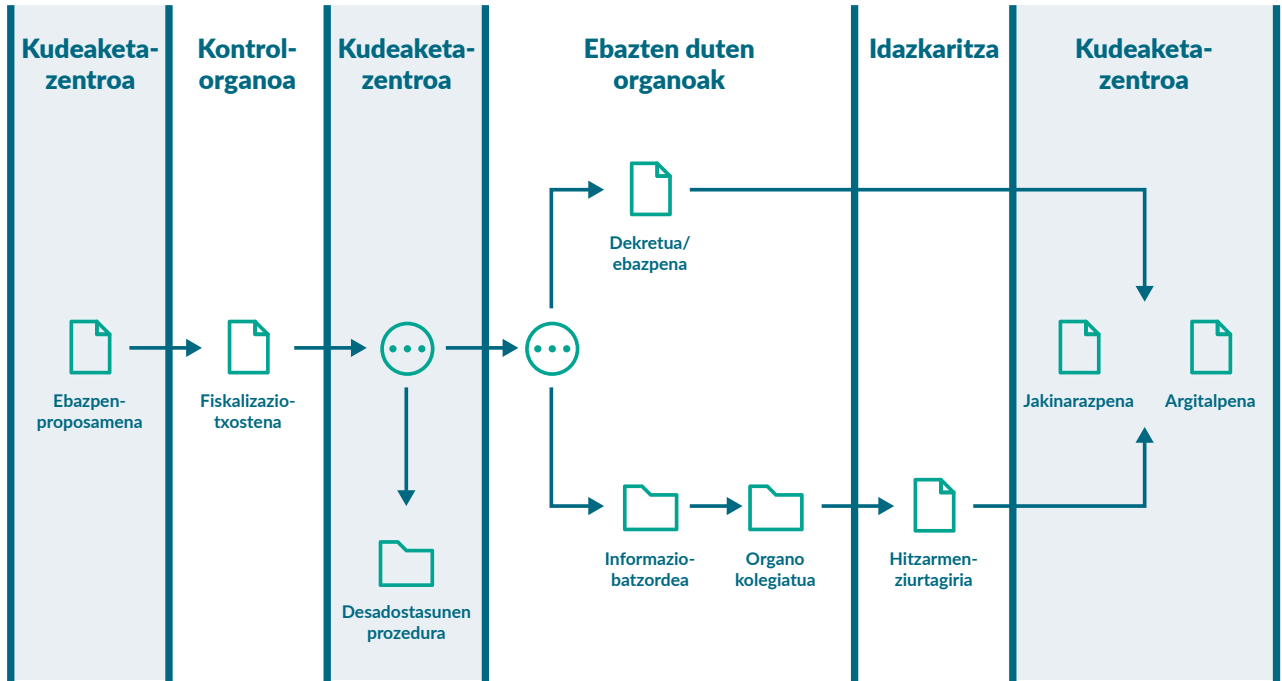 Kudeaketa-
zentroa
Kontrol-
organoa
Kudeaketa-
zentroa
Ebazten duten
organoak
Idazkaritza
Kudeaketa-
zentroa
Dekretua/
ebazpena
Ebazpen-
proposamena
Fiskalizazio-
txostena
Jakinarazpena
Argitalpena
Desadostasunen
prozedura
Informazio-
batzordea
Organo
kolegiatua
Hitzarmen-
ziurtagiria